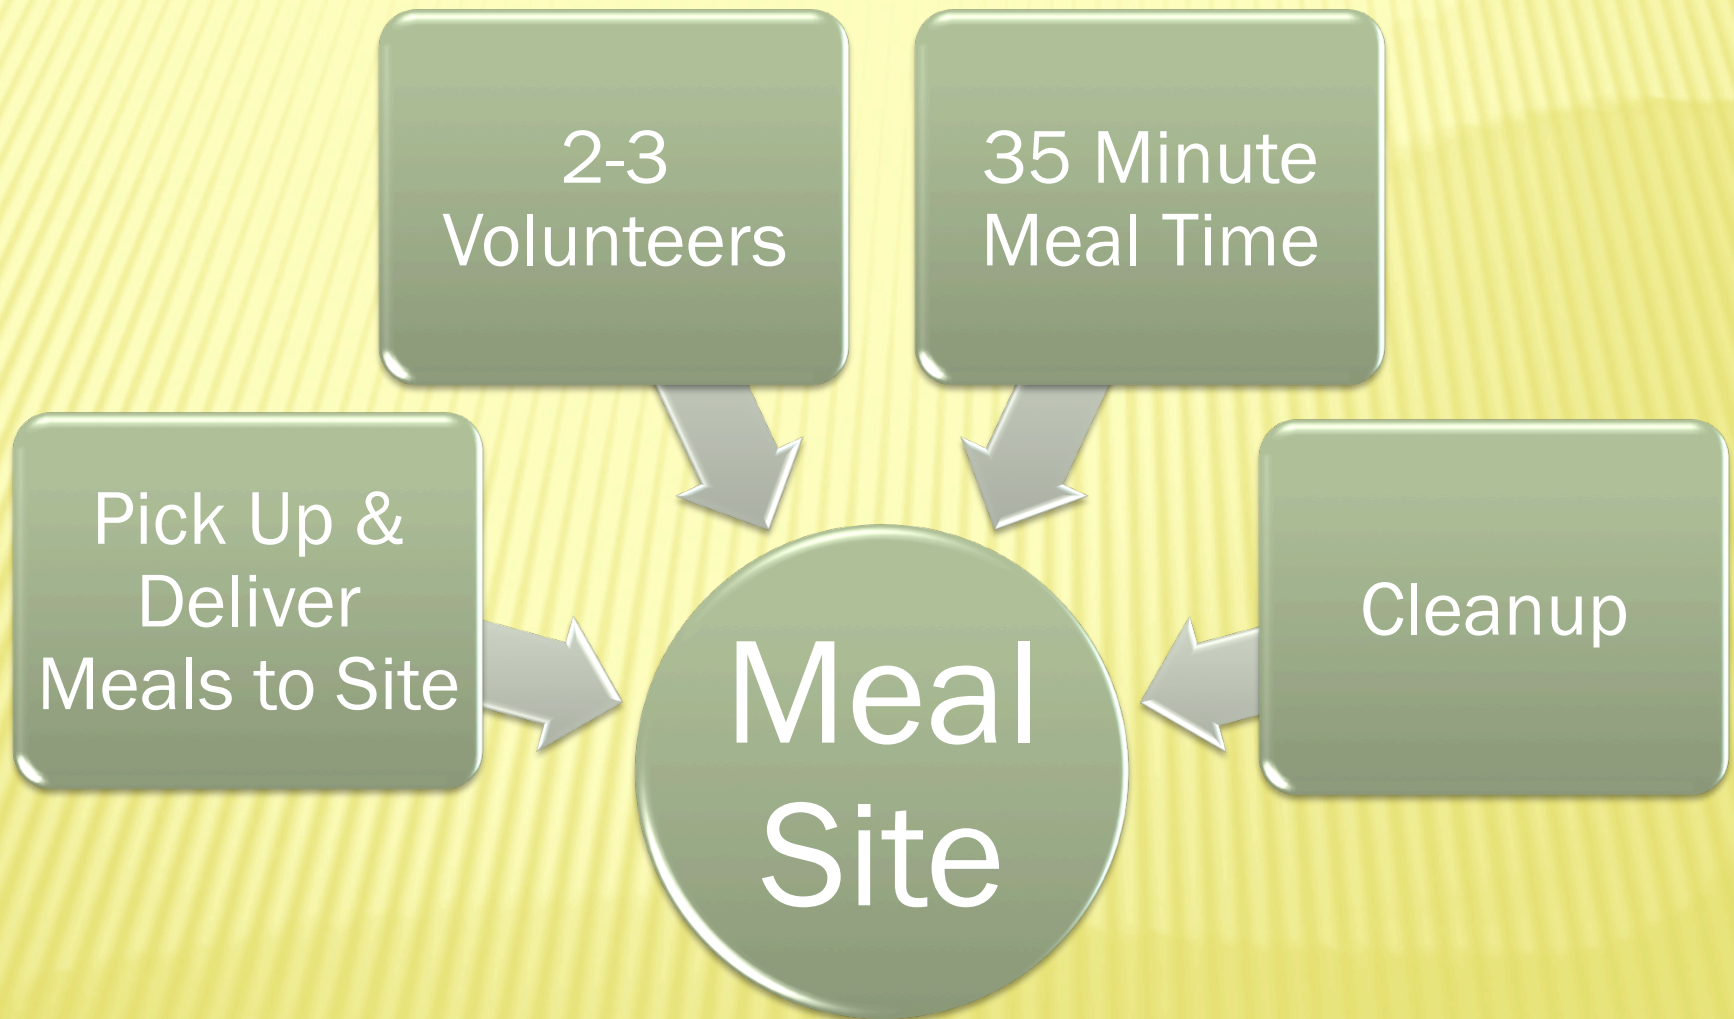 2-3
Volunteers
35 Minute
Meal Time
Pick Up &
Deliver
Meals to Site
Cleanup
Meal
Site